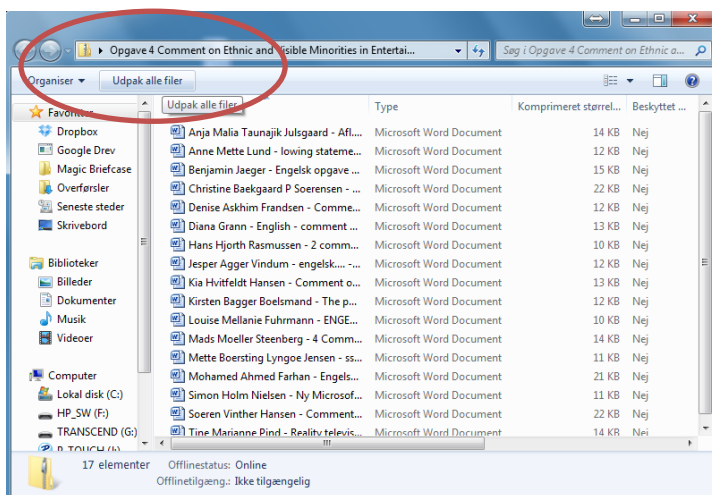 Opgave 4 Comment on Ethnic and Visible Minorities in Entertai...
Søg i Opgave 4 Comment on Ethnic a...
Organiser
Udpak alle filer
Udpak alle filer
Type
Komprimeret størrel...
Beskyttet ...
Favoritter
Dropbox
Google Drev
Magic Briefcase
Overførsler
Seneste steder
Skrivebord
Biblioteker
Billeder
Dokumenter
Musik
Videoer
Computer
Lokal disk (C:)
HP_SW (F:)
TRANSCEND (G:)
P_TOUCH (I:)
Anja Malia Taunajik Julsgaard - Afl.... Microsoft Word Document 14 KB Nej
Anne Mette Lund - lowing stateme... Microsoft Word Document 12 KB Nej
Benjamin Jaeger - Engelsk opgave ... Microsoft Word Document 15 KB Nej
Christine Baekgaard P Soerensen - ... Microsoft Word Document 22 KB Nej
Denise Askhim Frandsen - Comme... Microsoft Word Document 12 KB Nej
Diana Grann - English - comment ... Microsoft Word Document 13 KB Nej
Hans Hjorth Rasmussen - 2 comm... Microsoft Word Document 10 KB Nej
Jesper Agger Vindum - engelsk.... -... Microsoft Word Document 12 KB Nej
Kia Hvitfeldt Hansen - Comment o... Microsoft Word Document 13 KB Nej
Kirsten Bagger Boelsmand - The p... Microsoft Word Document 12 KB Nej
Louise Mellanie Fuhrmann - ENGE... Microsoft Word Document 10 KB Nej
Mads Moeller Steenberg - 4 Comm... Microsoft Word Document 14 KB Nej
Mette Boersting Lyngoe Jensen - ss... Microsoft Word Document 11 KB Nej
Mohamed Ahmed Farhan - Engels... Microsoft Word Document 21 KB Nej
Simon Holm Nielsen - Ny Microsof... Microsoft Word Document 11 KB Nej
Soeren Vinther Hansen - Comment... Microsoft Word Document 22 KB Nej
Tine Marianne Pind - Reality televis... Microsoft Word Document 14 KB Nej
17 elementer
Offlinestatus: Online
Offlinetilgæng.: Ikke tilgængelig